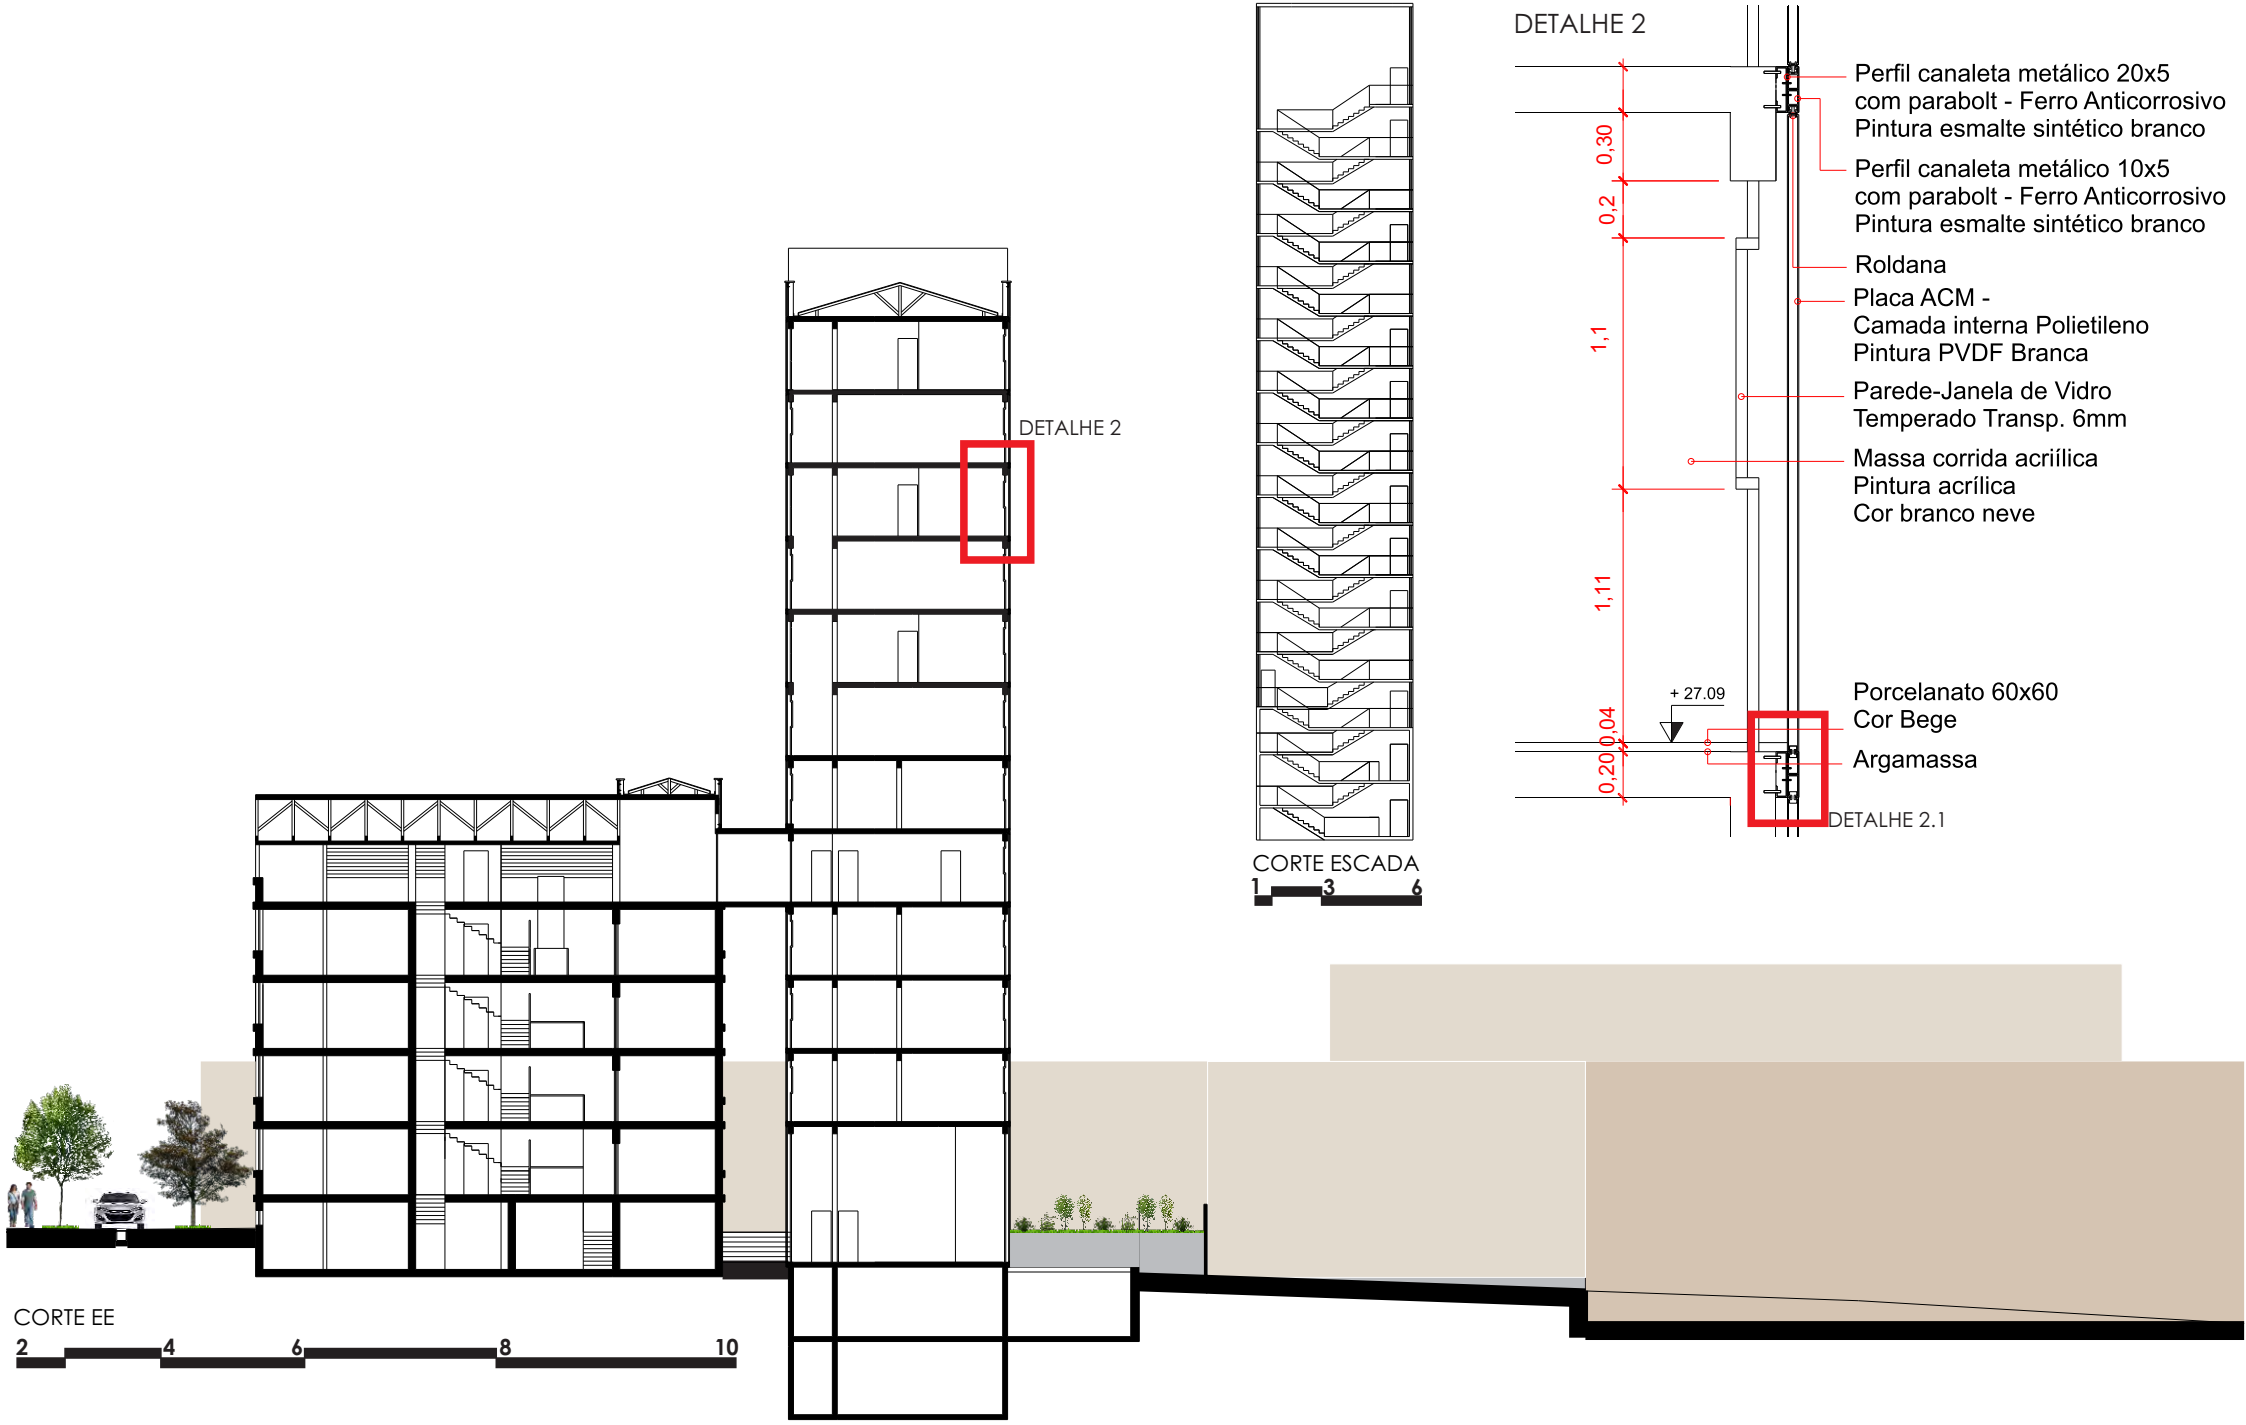 DETALHE 2
Perfil canaleta metálico 20x5
com parabolt - Ferro Anticorrosivo
Pintura esmalte sintético branco
Perfil canaleta metálico 10x5
com parabolt - Ferro Anticorrosivo
Pintura esmalte sintético branco
Roldana
Placa ACM -
Camada interna Polietileno
Pintura PVDF Branca
Parede-Janela de Vidro
Temperado Transp. 6mm
Massa corrida acriílica
Pintura acrílica
Cor branco neve
Porcelanato 60x60
Cor Bege
Argamassa
0,30
0,2
1,1
1,11
0,04
0,20
+ 27.09
DETALHE 2.1
DETALHE 2
CORTE ESCADA
1 3 6
CORTE EE
2 4 6 8 10